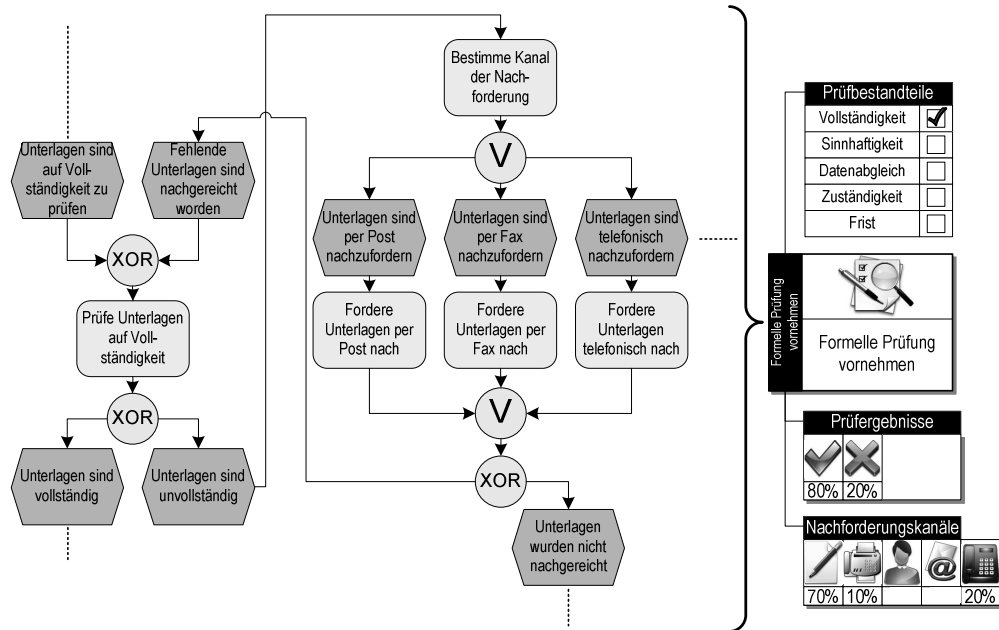 Unterlagen sind
auf Voll-
ständigkeit zu
prüfen
Fehlende
Unterlagen sind
nachgereicht
worden
XOR
Prüfe Unterlagen
auf Voll-
ständigkeit
XOR
Unterlagen sind
vollständig
Unterlagen sind
unvollständig
Bestimme Kanal
der Nach-
forderung
V
Unterlagen sind
per Post
nachzufordern
Unterlagen sind
per Fax
nachzufordern
Unterlagen sind
telefonisch
nachzufordern
Fordere
Unterlagen per
Post nach
Fordere
Unterlagen per
Fax nach
Fordere
Unterlagen
telefonisch nach
V
XOR
Unterlagen
wurden nicht
nachgereicht
Prüfbestandteile
Vollständigkeit
Sinnhaftigkeit
Datenabgleich
Zuständigkeit
Frist
Formelle Prüfung
vornehmen
Formelle Prüfung
vornehmen
Prüfergebnisse
80% 20%
Nachforderungskanäle
@
70% 10% 20%